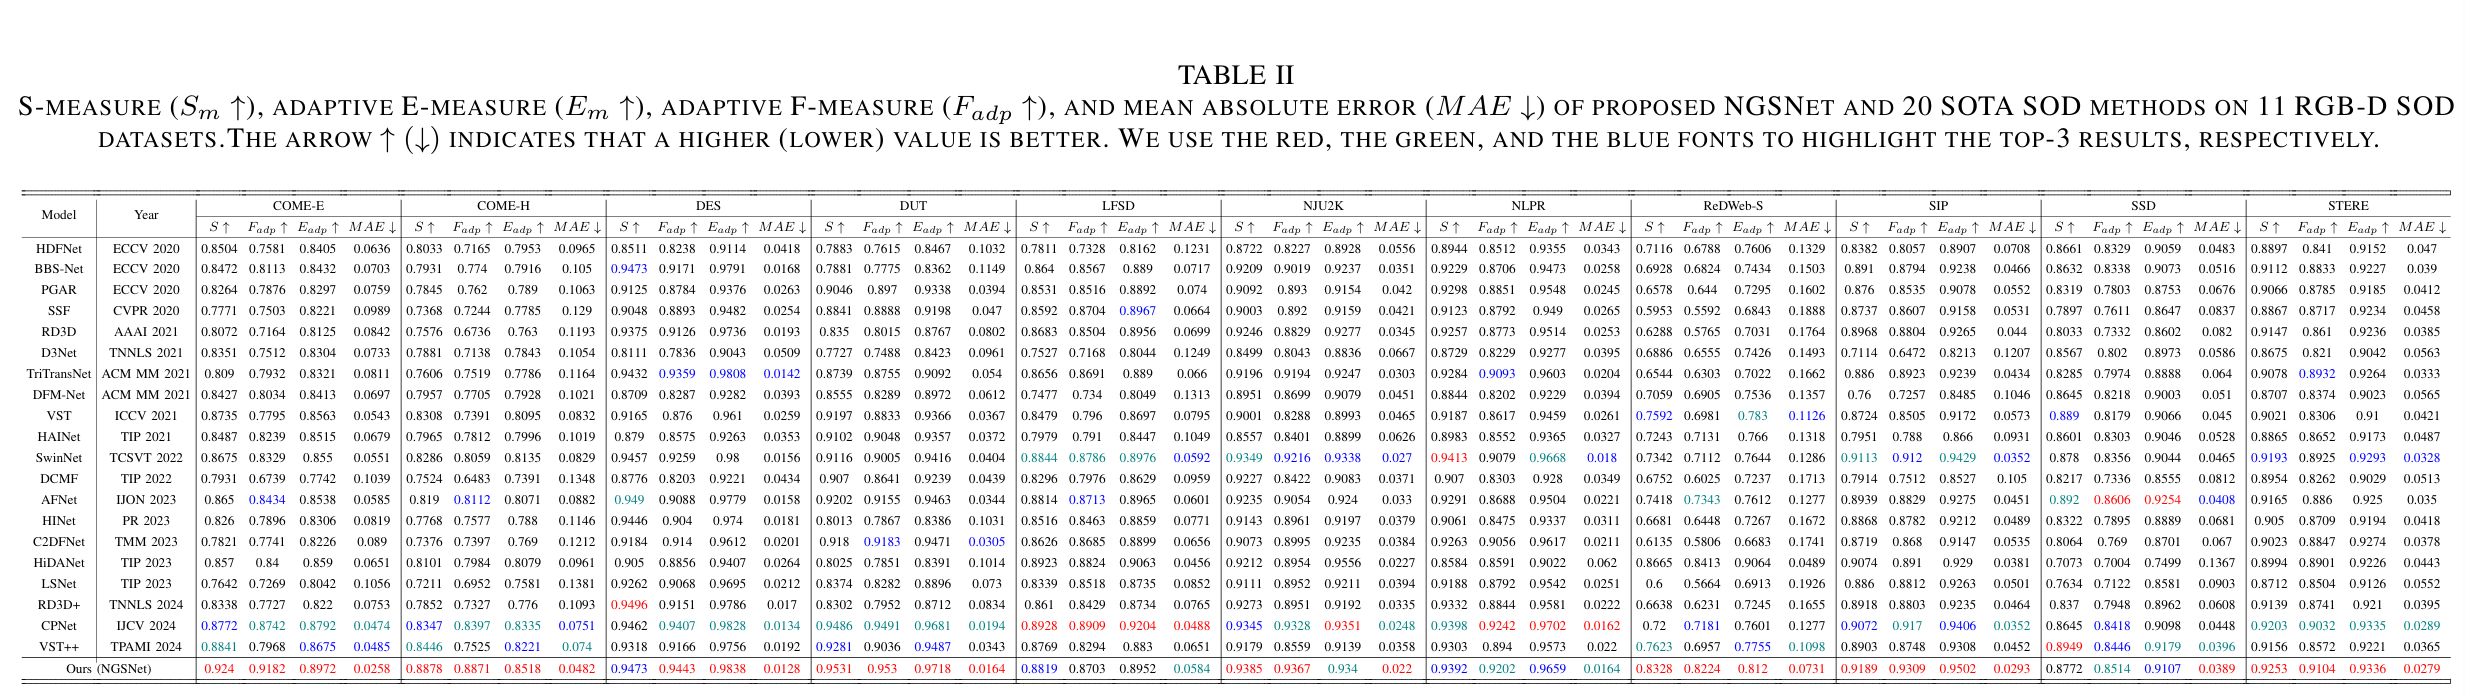 TABLE II
S-MEASURE (Sm ↑), ADAPTIVE E-MEASURE (Em ↑), ADAPTIVE F-MEASURE (Fadp ↑), AND MEAN ABSOLUTE ERROR (MAE ↓) OF PROPOSED NGSNET AND 20 SOTA SOD METHODS ON 11 RGB-D SOD
DATASETS.THE ARROW ↑ (↓) INDICATES THAT A HIGHER (LOWER) VALUE IS BETTER. WE USE THE RED, THE GREEN, AND THE BLUE FONTS TO HIGHLIGHT THE TOP-3 RESULTS, RESPECTIVELY.
Model Year COME-E COME-H DES DUT LFSD NJU2K NLPR ReDWeb-S SIP SSD STERE
S ↑ Fadp ↑ Eadp ↑ MAE ↓ S ↑ Fadp ↑ Eadp ↑ MAE ↓ S ↑ Fadp ↑ Eadp ↑ MAE ↓ S ↑ Fadp ↑ Eadp ↑ MAE ↓ S ↑ Fadp ↑ Eadp ↑ MAE ↓ S ↑ Fadp ↑ Eadp ↑ MAE ↓ S ↑ Fadp ↑ Eadp ↑ MAE ↓ S ↑ Fadp ↑ Eadp ↑ MAE ↓ S ↑ Fadp ↑ Eadp ↑ MAE ↓ S ↑ Fadp ↑ Eadp ↑ MAE ↓ S ↑ Fadp ↑ Eadp ↑ MAE ↓
HDFNet ECCV 2020 0.8504 0.7581 0.8405 0.0636 0.8033 0.7165 0.7953 0.0965 0.8511 0.8238 0.9114 0.0418 0.7883 0.7615 0.8467 0.1032 0.7811 0.7328 0.8162 0.1231 0.8722 0.8227 0.8928 0.0556 0.8944 0.8512 0.9355 0.0343 0.7116 0.6788 0.7606 0.1329 0.8382 0.8057 0.8907 0.0708 0.8661 0.8329 0.9059 0.0483 0.8897 0.841 0.9152 0.047
BBS-Net ECCV 2020 0.8472 0.8113 0.8432 0.0703 0.7931 0.774 0.7916 0.105 0.9473 0.9171 0.9791 0.0168 0.7881 0.7775 0.8362 0.1149 0.864 0.8567 0.889 0.0717 0.9209 0.9019 0.9237 0.0351 0.9229 0.8706 0.9473 0.0258 0.6928 0.6824 0.7434 0.1503 0.891 0.8794 0.9238 0.0466 0.8632 0.8338 0.9073 0.0516 0.9112 0.8833 0.9227 0.039
PGAR ECCV 2020 0.8264 0.7876 0.8297 0.0759 0.7845 0.762 0.789 0.1063 0.9125 0.8784 0.9376 0.0263 0.9046 0.897 0.9338 0.0394 0.8531 0.8516 0.8892 0.074 0.9092 0.893 0.9154 0.042 0.9298 0.8851 0.9548 0.0245 0.6578 0.644 0.7295 0.1602 0.876 0.8535 0.9078 0.0552 0.8319 0.7803 0.8753 0.0676 0.9066 0.8785 0.9185 0.0412
SSF CVPR 2020 0.7771 0.7503 0.8221 0.0989 0.7368 0.7244 0.7785 0.129 0.9048 0.8893 0.9482 0.0254 0.8841 0.8888 0.9198 0.047 0.8592 0.8704 0.8967 0.0664 0.9003 0.892 0.9159 0.0421 0.9123 0.8792 0.949 0.0265 0.5953 0.5592 0.6843 0.1888 0.8737 0.8607 0.9158 0.0531 0.7897 0.7611 0.8647 0.0837 0.8867 0.8717 0.9234 0.0458
RD3D AAAI 2021 0.8072 0.7164 0.8125 0.0842 0.7576 0.6736 0.763 0.1193 0.9375 0.9126 0.9736 0.0193 0.835 0.8015 0.8767 0.0802 0.8683 0.8504 0.8956 0.0699 0.9246 0.8829 0.9277 0.0345 0.9257 0.8773 0.9514 0.0253 0.6288 0.5765 0.7031 0.1764 0.8968 0.8804 0.9265 0.044 0.8033 0.7332 0.8602 0.082 0.9147 0.861 0.9236 0.0385
D3Net TNNLS 2021 0.8351 0.7512 0.8304 0.0733 0.7881 0.7138 0.7843 0.1054 0.8111 0.7836 0.9043 0.0509 0.7727 0.7488 0.8423 0.0961 0.7527 0.7168 0.8044 0.1249 0.8499 0.8043 0.8836 0.0667 0.8729 0.8229 0.9277 0.0395 0.6886 0.6555 0.7426 0.1493 0.7114 0.6472 0.8213 0.1207 0.8567 0.802 0.8973 0.0586 0.8675 0.821 0.9042 0.0563
TriTransNet ACM MM 2021 0.809 0.7932 0.8321 0.0811 0.7606 0.7519 0.7786 0.1164 0.9432 0.9359 0.9808 0.0142 0.8739 0.8755 0.9092 0.054 0.8656 0.8691 0.889 0.066 0.9196 0.9194 0.9247 0.0303 0.9284 0.9093 0.9603 0.0204 0.6544 0.6303 0.7022 0.1662 0.886 0.8923 0.9239 0.0434 0.8285 0.7974 0.8888 0.064 0.9078 0.8932 0.9264 0.0333
DFM-Net ACM MM 2021 0.8427 0.8034 0.8413 0.0697 0.7957 0.7705 0.7928 0.1021 0.8709 0.8287 0.9282 0.0393 0.8555 0.8289 0.8972 0.0612 0.7477 0.734 0.8049 0.1313 0.8951 0.8699 0.9079 0.0451 0.8844 0.8202 0.9229 0.0394 0.7059 0.6905 0.7536 0.1357 0.76 0.7257 0.8485 0.1046 0.8645 0.8218 0.9003 0.051 0.8707 0.8374 0.9023 0.0565
VST ICCV 2021 0.8735 0.7795 0.8563 0.0543 0.8308 0.7391 0.8095 0.0832 0.9165 0.876 0.961 0.0259 0.9197 0.8833 0.9366 0.0367 0.8479 0.796 0.8697 0.0795 0.9001 0.8288 0.8993 0.0465 0.9187 0.8617 0.9459 0.0261 0.7592 0.6981 0.783 0.1126 0.8724 0.8505 0.9172 0.0573 0.889 0.8179 0.9066 0.045 0.9021 0.8306 0.91 0.0421
HAINet TIP 2021 0.8487 0.8239 0.8515 0.0679 0.7965 0.7812 0.7996 0.1019 0.879 0.8575 0.9263 0.0353 0.9102 0.9048 0.9357 0.0372 0.7979 0.791 0.8447 0.1049 0.8557 0.8401 0.8899 0.0626 0.8983 0.8552 0.9365 0.0327 0.7243 0.7131 0.766 0.1318 0.7951 0.788 0.866 0.0931 0.8601 0.8303 0.9046 0.0528 0.8865 0.8652 0.9173 0.0487
SwinNet TCSVT 2022 0.8675 0.8329 0.855 0.0551 0.8286 0.8059 0.8135 0.0829 0.9457 0.9259 0.98 0.0156 0.9116 0.9005 0.9416 0.0404 0.8844 0.8786 0.8976 0.0592 0.9349 0.9216 0.9338 0.027 0.9413 0.9079 0.9668 0.018 0.7342 0.7112 0.7644 0.1286 0.9113 0.912 0.9429 0.0352 0.878 0.8356 0.9044 0.0465 0.9193 0.8925 0.9293 0.0328
DCMF TIP 2022 0.7931 0.6739 0.7742 0.1039 0.7524 0.6483 0.7391 0.1348 0.8776 0.8203 0.9221 0.0434 0.907 0.8641 0.9239 0.0439 0.8296 0.7976 0.8629 0.0959 0.9227 0.8422 0.9083 0.0371 0.907 0.8303 0.928 0.0349 0.6752 0.6025 0.7237 0.1713 0.7914 0.7512 0.8527 0.105 0.8217 0.7336 0.8555 0.0812 0.8954 0.8262 0.9029 0.0513
AFNet IJON 2023 0.865 0.8434 0.8538 0.0585 0.819 0.8112 0.8071 0.0882 0.949 0.9088 0.9779 0.0158 0.9202 0.9155 0.9463 0.0344 0.8814 0.8713 0.8965 0.0601 0.9235 0.9054 0.924 0.033 0.9291 0.8688 0.9504 0.0221 0.7418 0.7343 0.7612 0.1277 0.8939 0.8829 0.9275 0.0451 0.892 0.8606 0.9254 0.0408 0.9165 0.886 0.925 0.035
HINet PR 2023 0.826 0.7896 0.8306 0.0819 0.7768 0.7577 0.788 0.1146 0.9446 0.904 0.974 0.0181 0.8013 0.7867 0.8386 0.1031 0.8516 0.8463 0.8859 0.0771 0.9143 0.8961 0.9197 0.0379 0.9061 0.8475 0.9337 0.0311 0.6681 0.6448 0.7267 0.1672 0.8868 0.8782 0.9212 0.0489 0.8322 0.7895 0.8889 0.0681 0.905 0.8709 0.9194 0.0418
C2DFNet TMM 2023 0.7821 0.7741 0.8226 0.089 0.7376 0.7397 0.769 0.1212 0.9184 0.914 0.9612 0.0201 0.918 0.9183 0.9471 0.0305 0.8626 0.8685 0.8899 0.0656 0.9073 0.8995 0.9235 0.0384 0.9263 0.9056 0.9617 0.0211 0.6135 0.5806 0.6683 0.1741 0.8719 0.868 0.9147 0.0535 0.8064 0.769 0.8701 0.067 0.9023 0.8847 0.9274 0.0378
HiDANet TIP 2023 0.857 0.84 0.859 0.0651 0.8101 0.7984 0.8079 0.0961 0.905 0.8856 0.9407 0.0264 0.8025 0.7851 0.8391 0.1014 0.8923 0.8824 0.9063 0.0456 0.9212 0.8954 0.9556 0.0227 0.8584 0.8591 0.9022 0.062 0.8665 0.8413 0.9064 0.0489 0.9074 0.891 0.929 0.0381 0.7073 0.7004 0.7499 0.1367 0.8994 0.8901 0.9226 0.0443
LSNet TIP 2023 0.7642 0.7269 0.8042 0.1056 0.7211 0.6952 0.7581 0.1381 0.9262 0.9068 0.9695 0.0212 0.8374 0.8282 0.8896 0.073 0.8339 0.8518 0.8735 0.0852 0.9111 0.8952 0.9211 0.0394 0.9188 0.8792 0.9542 0.0251 0.6 0.5664 0.6913 0.1926 0.886 0.8812 0.9263 0.0501 0.7634 0.7122 0.8581 0.0903 0.8712 0.8504 0.9126 0.0552
RD3D+ TNNLS 2024 0.8338 0.7727 0.822 0.0753 0.7852 0.7327 0.776 0.1093 0.9496 0.9151 0.9786 0.017 0.8302 0.7952 0.8712 0.0834 0.861 0.8429 0.8734 0.0765 0.9273 0.8951 0.9192 0.0335 0.9332 0.8844 0.9581 0.0222 0.6638 0.6231 0.7245 0.1655 0.8918 0.8803 0.9235 0.0464 0.837 0.7948 0.8962 0.0608 0.9139 0.8741 0.921 0.0395
CPNet IJCV 2024 0.8772 0.8742 0.8792 0.0474 0.8347 0.8397 0.8335 0.0751 0.9462 0.9407 0.9828 0.0134 0.9486 0.9491 0.9681 0.0194 0.8928 0.8909 0.9204 0.0488 0.9345 0.9328 0.9351 0.0248 0.9398 0.9242 0.9702 0.0162 0.72 0.7181 0.7601 0.1277 0.9072 0.917 0.9406 0.0352 0.8645 0.8418 0.9098 0.0448 0.9203 0.9032 0.9335 0.0289
VST++ TPAMI 2024 0.8841 0.7968 0.8675 0.0485 0.8446 0.7525 0.8221 0.074 0.9318 0.9166 0.9756 0.0192 0.9281 0.9036 0.9487 0.0343 0.8769 0.8294 0.883 0.0651 0.9179 0.8559 0.9139 0.0358 0.9303 0.894 0.9573 0.022 0.7623 0.6957 0.7755 0.1098 0.8903 0.8748 0.9308 0.0452 0.8949 0.8446 0.9179 0.0396 0.9156 0.8572 0.9221 0.0365
Ours (NGSNet) 0.924 0.9182 0.8972 0.0258 0.8878 0.8871 0.8518 0.0482 0.9473 0.9443 0.9838 0.0128 0.9531 0.953 0.9718 0.0164 0.8819 0.8703 0.8952 0.0584 0.9385 0.9367 0.934 0.022 0.9392 0.9202 0.9659 0.0164 0.8328 0.8224 0.812 0.0731 0.9189 0.9309 0.9502 0.0293 0.8772 0.8514 0.9107 0.0389 0.9253 0.9104 0.9336 0.0279